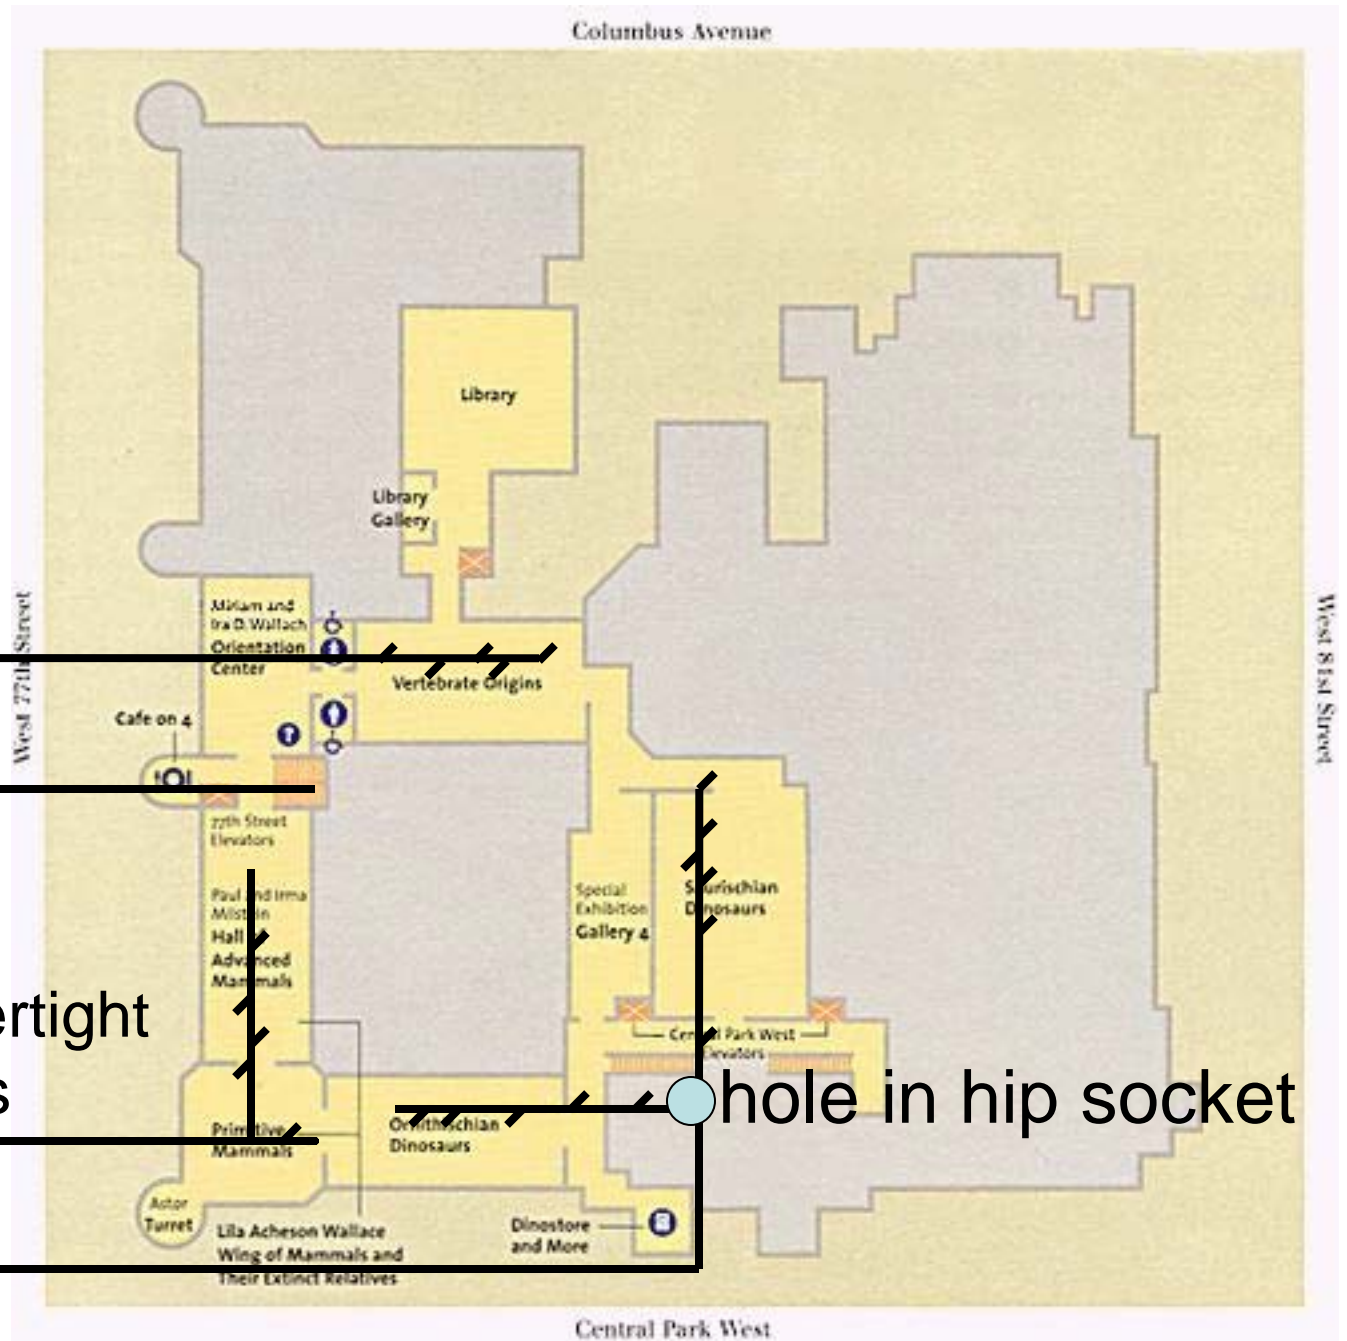 Columbus Avenue
Library
Library
Gallery
Miriam and
Ira D. Wallach
Orientation
Center
Vertebrate Origins
West 77th Street
West 81st Street
Cafe on 4
77th Street
Elevators
Paul and Irma
Milstein
Hall of
Advanced
Mammals
Special
Exhibition
Gallery 4
Saurischian
Dinosaurs
ertight
s
Central Park West
Elevators
hole in hip socket
Primitive
Mammals
Ornithischian
Dinosaurs
Astor
Turret
Lila Acheson Wallace
Wing of Mammals and
Their Extinct Relatives
Dinostore
and More
Central Park West